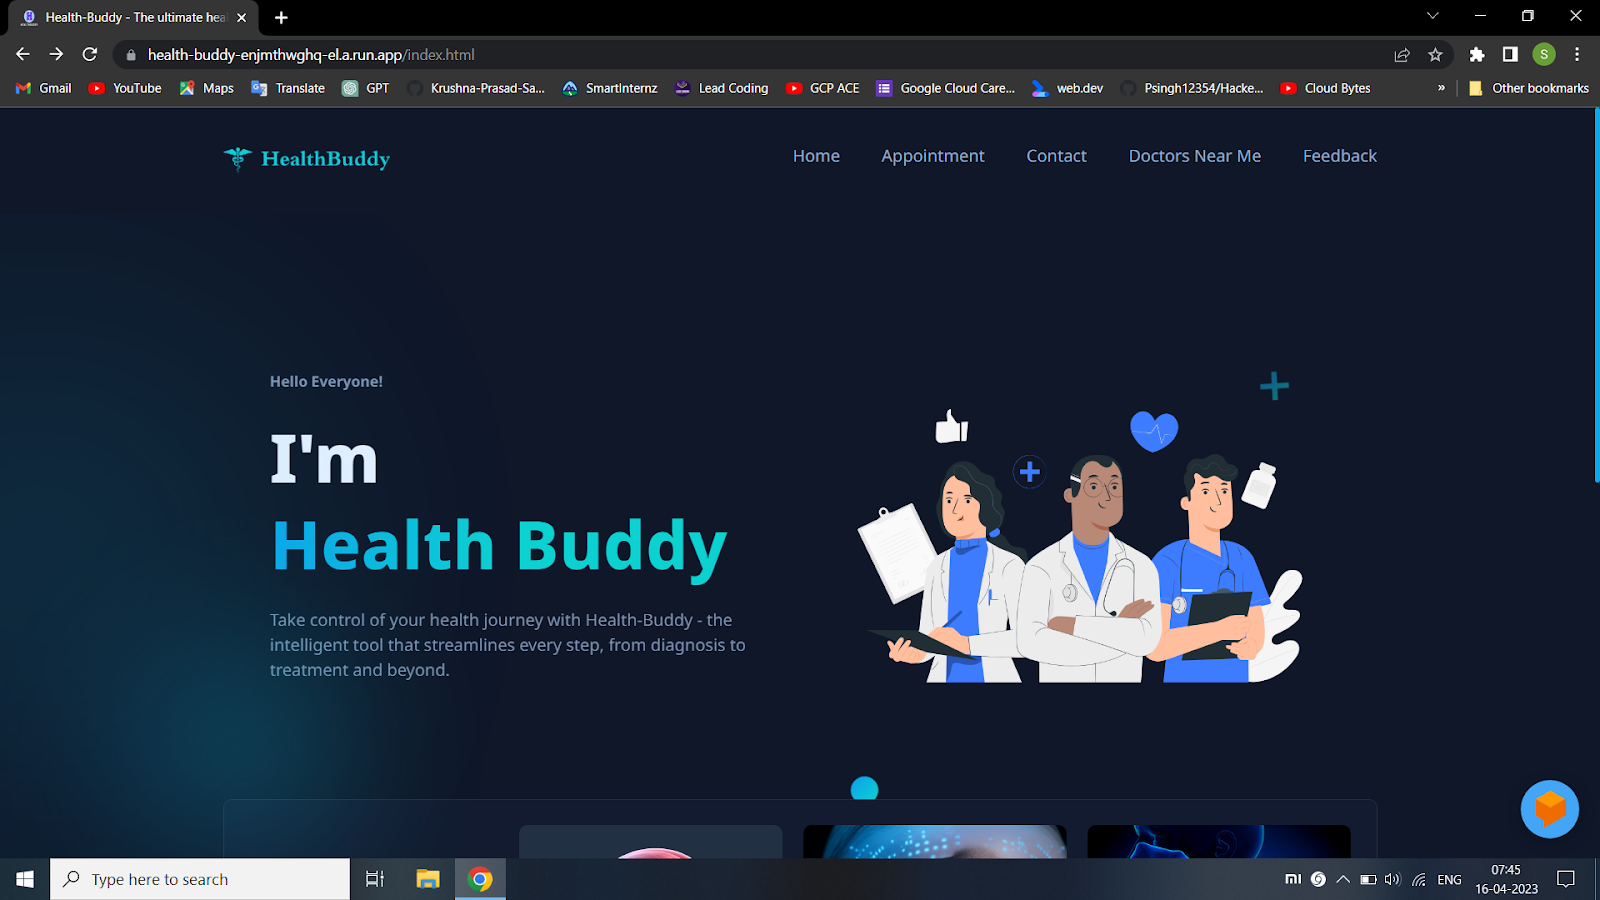 Health-Buddy - The ultimate hea
health-buddy-enjmthwghq-el.a.run.app/index.html
S
Gmail
YouTube
Maps
Translate
GPT
Krushna-Prasad-Sa...
SmartInternz
Lead Coding
GCP ACE
Google Cloud Care...
web.dev
Psingh12354/Hacke...
Cloud Bytes
»
Other bookmarks
HealthBuddy
Home
Appointment
Contact
Doctors Near Me
Feedback
Hello Everyone!
I'm
Health Buddy
Take control of your health journey with Health-Buddy - the
intelligent tool that streamlines every step, from diagnosis to
treatment and beyond.
Type here to search
mi
ENG
07:45
16-04-2023